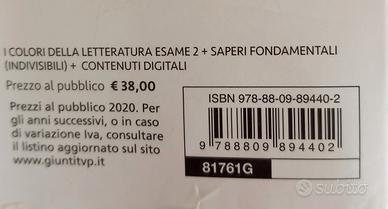 I COLORI DELLA LETTERATURA ESAME 2 + SAPERI FONDAMENTALI
(INDIVISIBILI) + CONTENUTI DIGITALI
Prezzo al pubblico € 38,00
Prezzi al pubblico 2020. Per
gli anni successivi, o in caso
di variazione Iva, consultare
il listino aggiornato sul sito
www.giuntitvp.it
ISBN 978-88-09-89440-2
9 788809 894402
81761G
subito